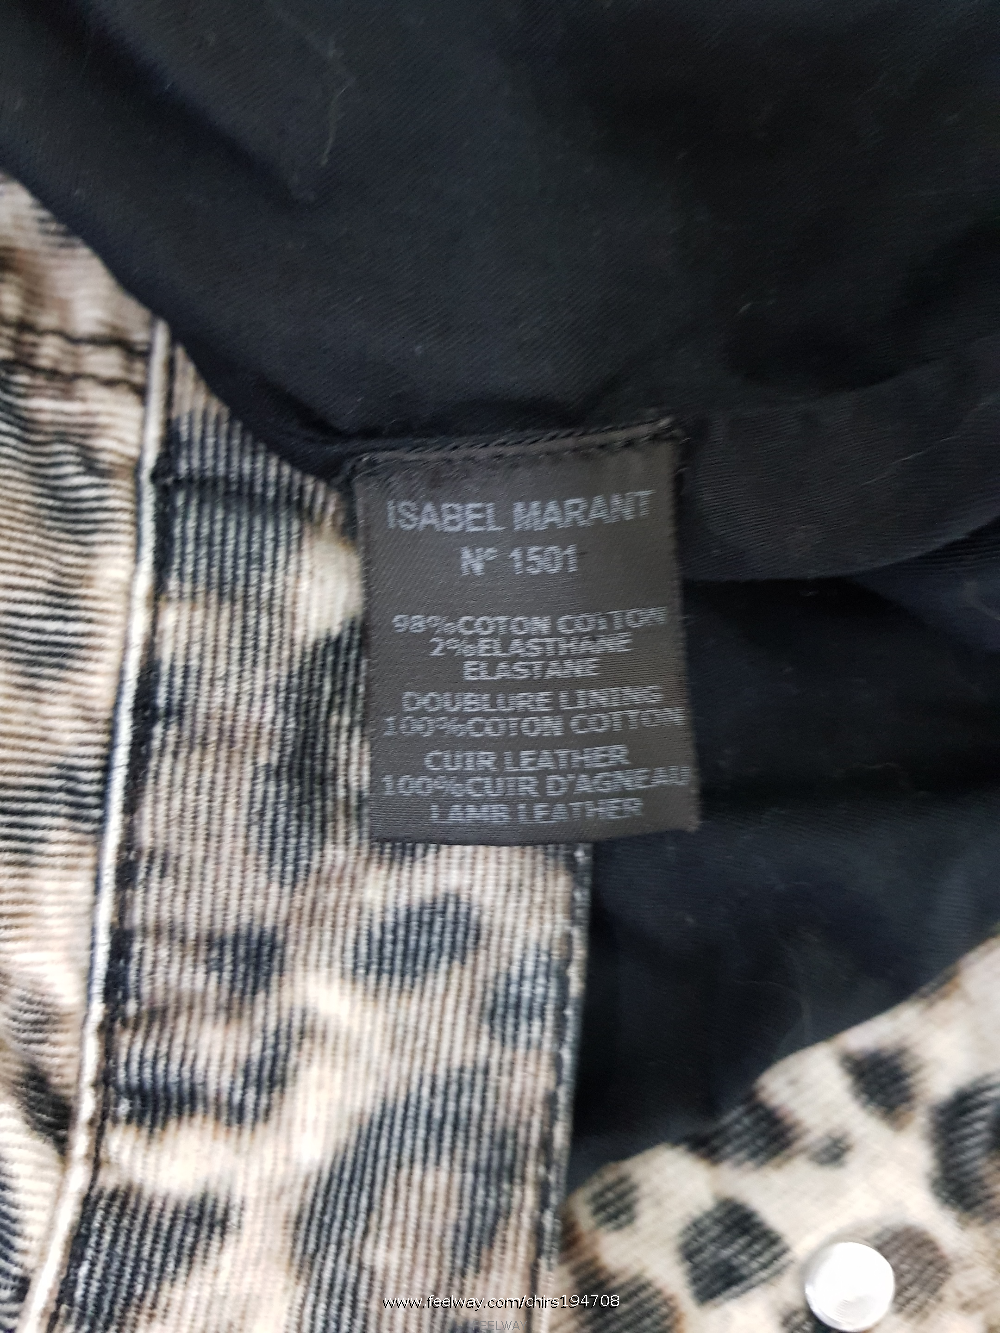 ISABEL MARANT
N° 1501
98%COTON COTTON
2%ELASTHANE
ELASTANE
DOUBLURE LINING
100%COTON COTTON
CUIR LEATHER
100%CUIR D'AGNEAU
LAMB LEATHER
www.feelway.com/chirs194708
FEELWAY